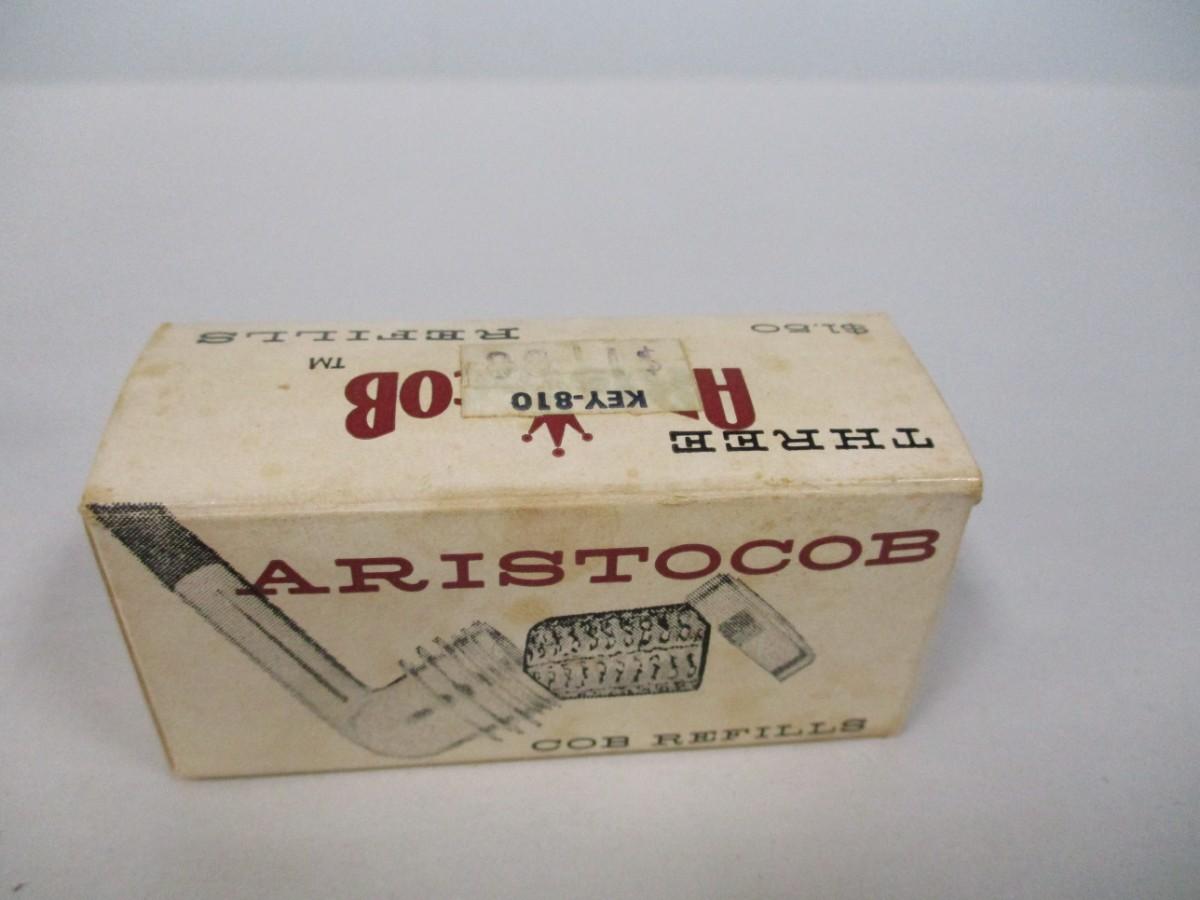 THREE
KEY-810
A COB ™
$1.50 REFILLS
ARISTOCOB
COB REFILLS